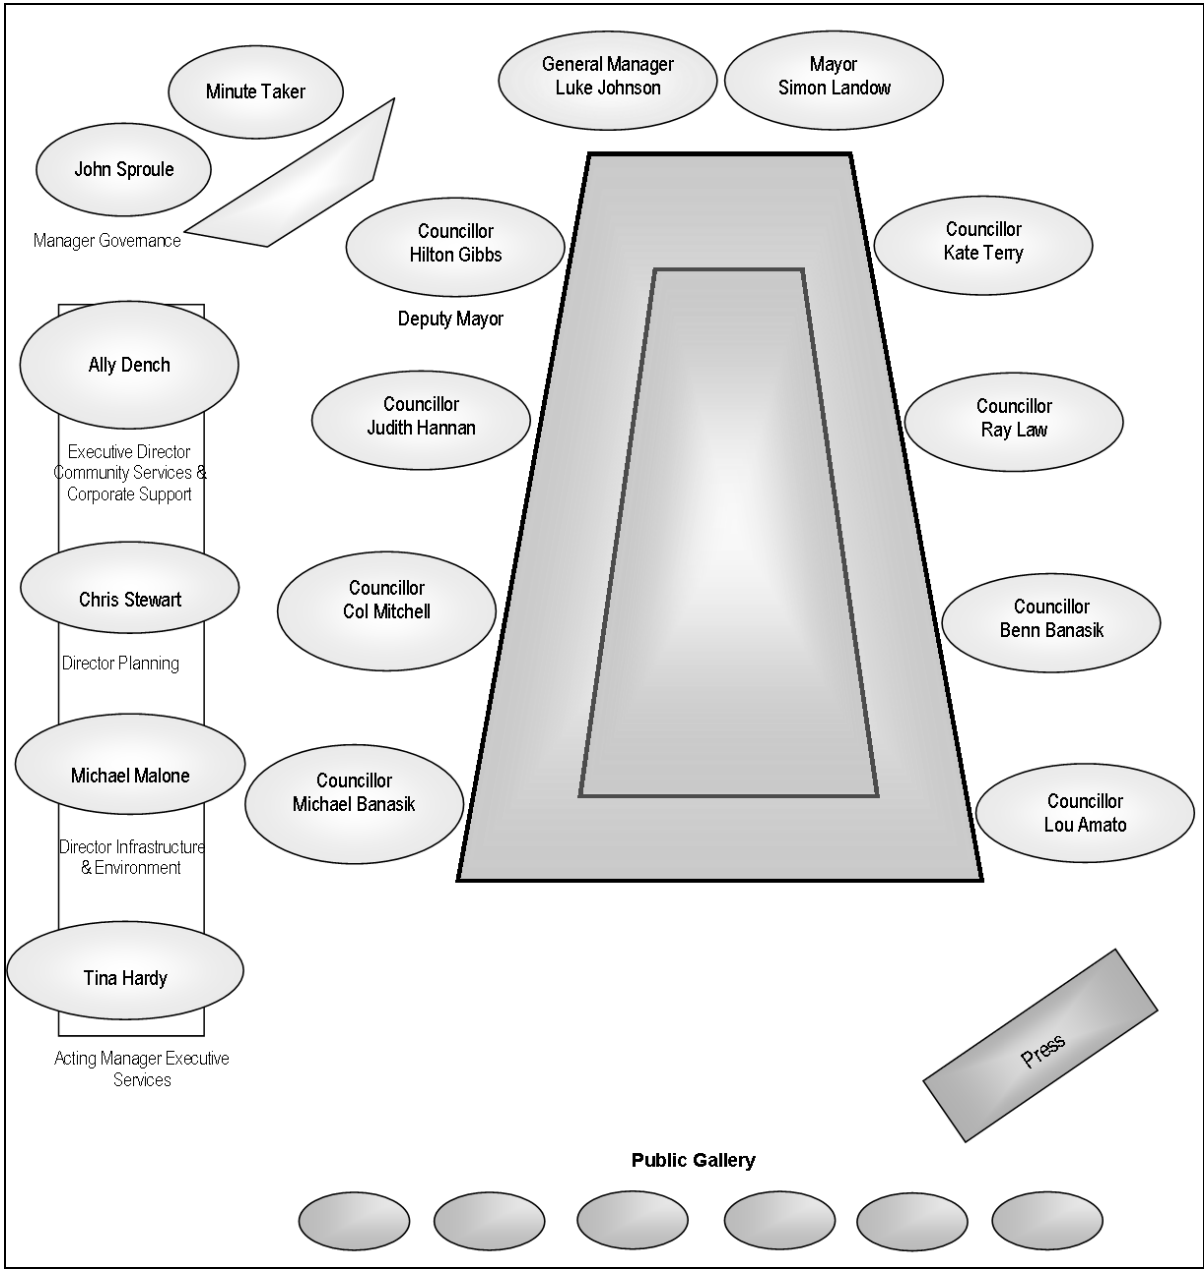 General Manager
Luke Johnson
Mayor
Simon Landow
Minute Taker
John Sproule
Manager Governance
Councillor
Hilton Gibbs
Deputy Mayor
Councillor
Kate Terry
Ally Dench
Executive Director
Community Services &
Corporate Support
Councillor
Judith Hannan
Councillor
Ray Law
Chris Stewart
Director Planning
Councillor
Col Mitchell
Councillor
Benn Banasik
Michael Malone
Director Infrastructure
& Environment
Councillor
Michael Banasik
Councillor
Lou Amato
Tina Hardy
Acting Manager Executive
Services
Press
Public Gallery